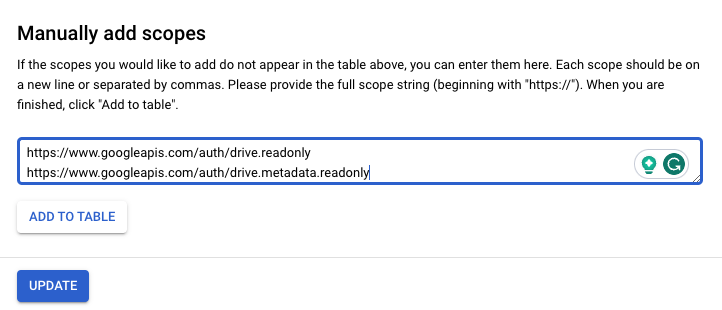 Manually add scopes
If the scopes you would like to add do not appear in the table above, you can enter them here. Each scope should be on
a new line or separated by commas. Please provide the full scope string (beginning with "https://"). When you are
finished, click "Add to table".
https://www.googleapis.com/auth/drive.readonly
https://www.googleapis.com/auth/drive.metadata.readonly
ADD TO TABLE
UPDATE